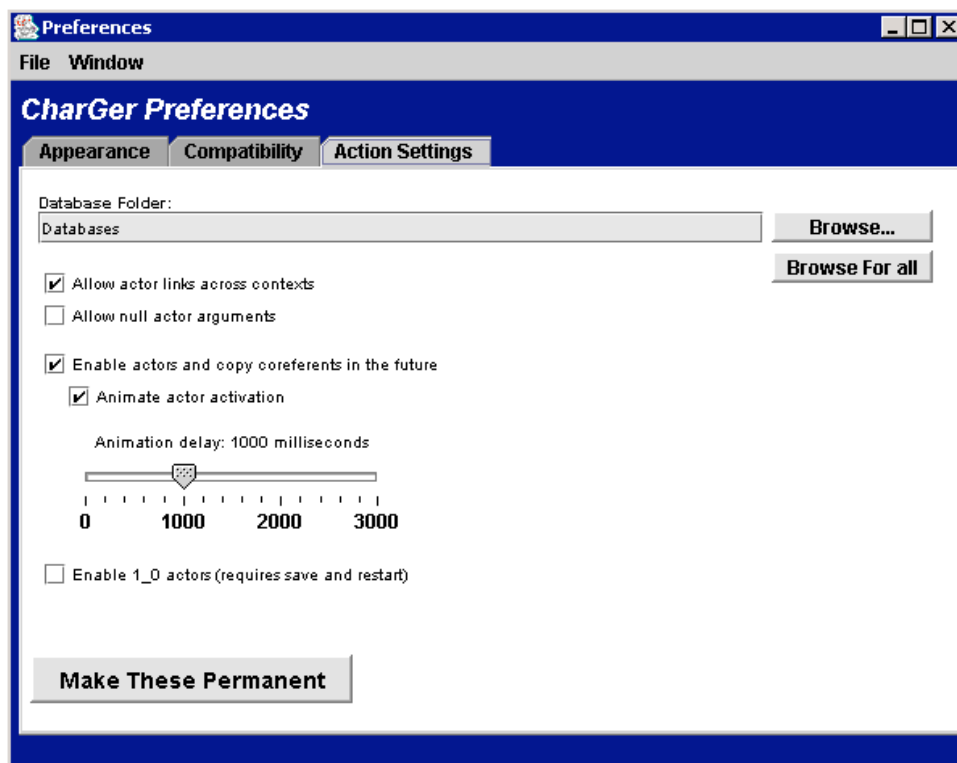 Preferences
File Window
CharGer Preferences
Appearance Compatibility Action Settings
Database Folder:
Databases
Browse...
Browse For all
Allow actor links across contexts
Allow null actor arguments
Enable actors and copy coreferents in the future
Animate actor activation
Animation delay: 1000 milliseconds
0 1000 2000 3000
Enable 1_0 actors (requires save and restart)
Make These Permanent